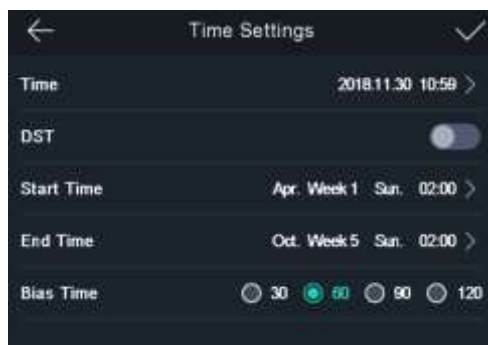 Time Settings
Time 2018.11.30 10:59
DST
Start Time Apr. Week 1 Sun. 02:00
End Time Oct. Week 5 Sun. 02:00
Bias Time 30 60 90 120